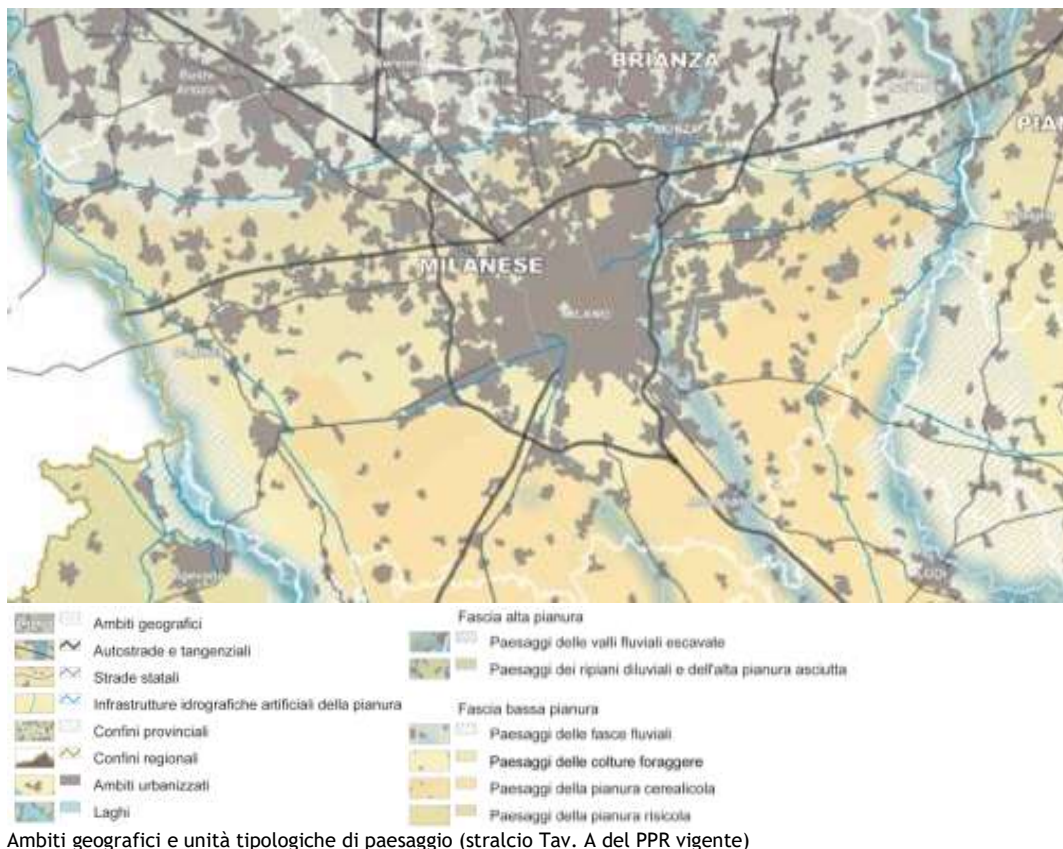 BRIANZA
MILANESE
MILANO
LODI
Ambiti geografici
Autostrade e tangenziali
Strade statali
Infrastrutture idrografiche artificiali della pianura
Confini provinciali
Confini regionali
Ambiti urbanizzati
Laghi
Fascia alta pianura
Paesaggi delle valli fluviali escavate
Paesaggi dei ripiani diluviali e dell'alta pianura asciutta
Fascia bassa pianura
Paesaggi delle fasce fluviali
Paesaggi delle colture foraggere
Paesaggi della pianura cerealicola
Paesaggi della pianura risicola
Ambiti geografici e unità tipologiche di paesaggio (stralcio Tav. A del PPR vigente)